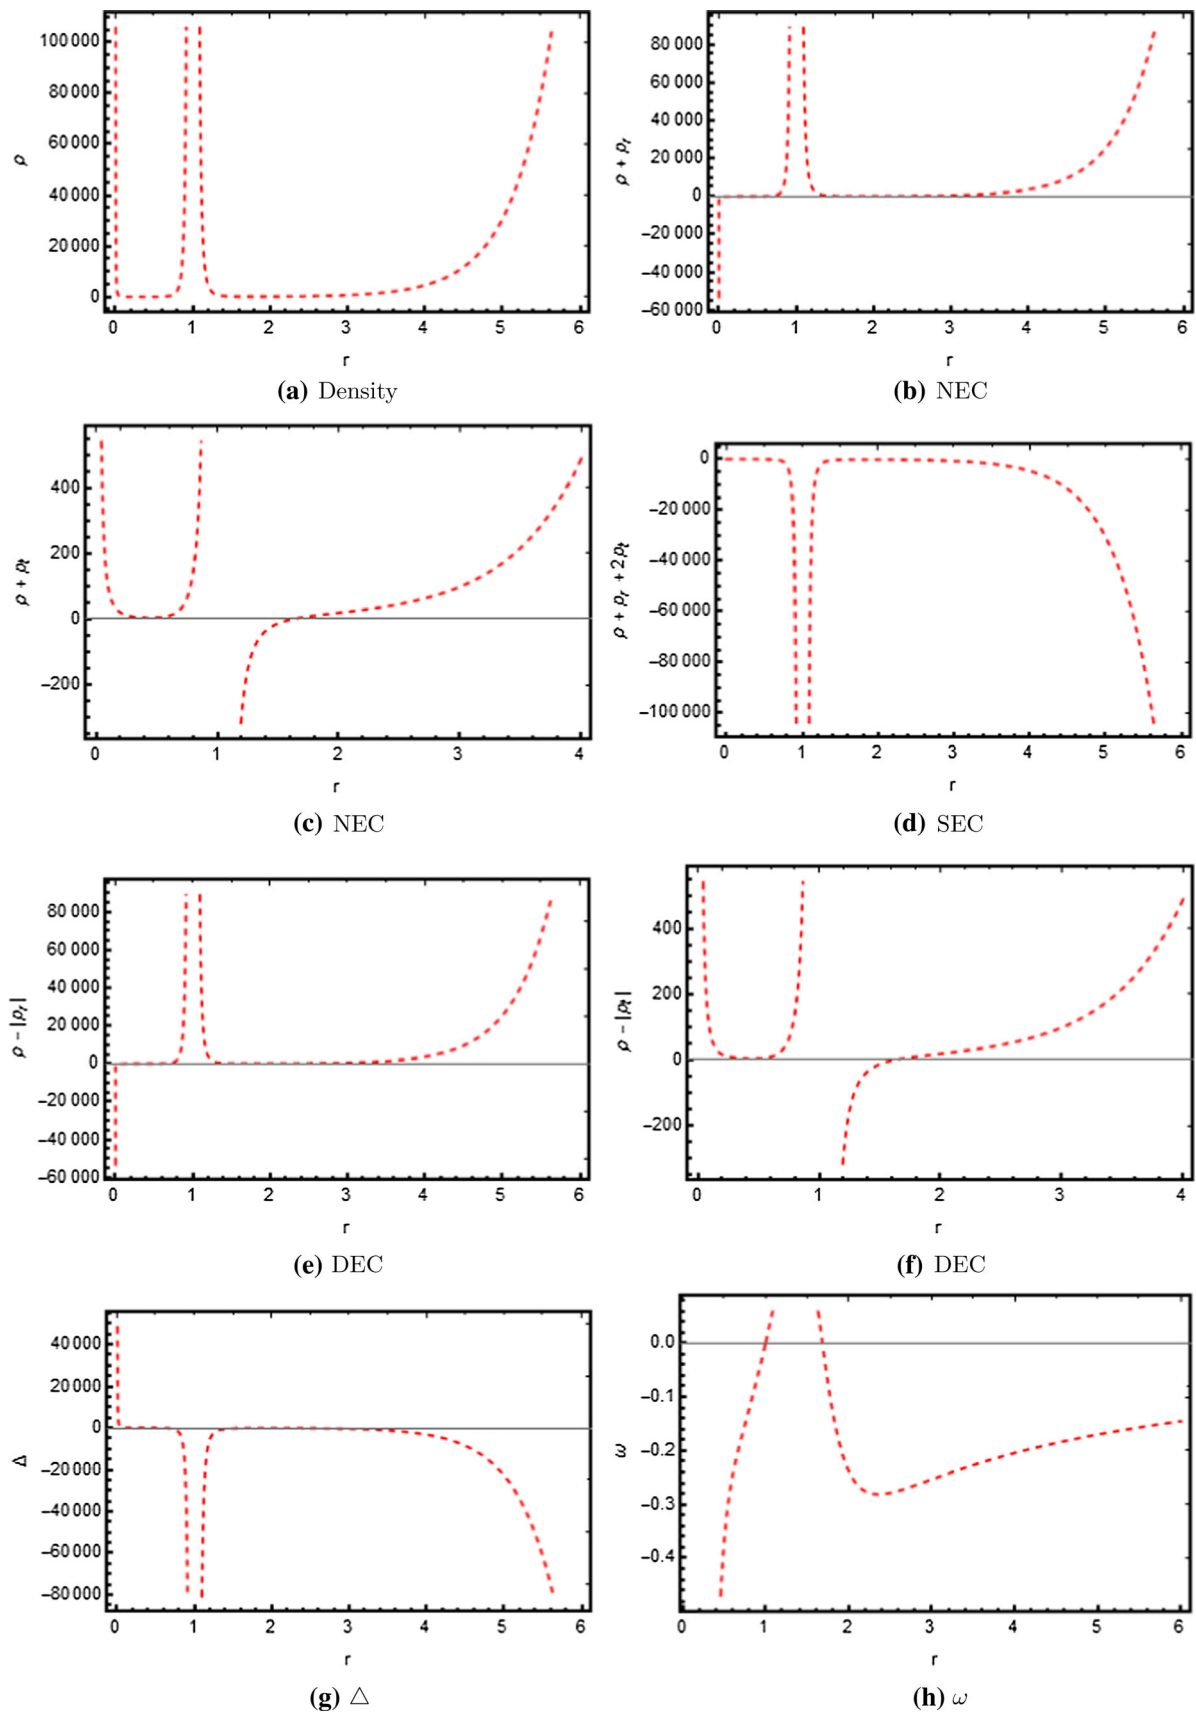 100 000
80 000
60 000
40 000
20 000
0
ρ
0 1 2 3 4 5 6
r
(a) Density
80 000
60 000
40 000
20 000
0
−20 000
−40 000
−60 000
ρ + pr
0 1 2 3 4 5 6
r
(b) NEC
400
200
0
−200
ρ + pt
0 1 2 3 4
r
(c) NEC
0
−20 000
−40 000
−60 000
−80 000
−100 000
ρ + pr + 2pt
0 1 2 3 4 5 6
r
(d) SEC
80 000
60 000
40 000
20 000
0
−20 000
−40 000
−60 000
ρ − |pr|
0 1 2 3 4 5 6
r
(e) DEC
400
200
0
−200
ρ − |pt|
0 1 2 3 4
r
(f) DEC
40 000
20 000
0
−20 000
−40 000
−60 000
−80 000
Δ
0 1 2 3 4 5 6
r
(g) △
0.0
−0.1
−0.2
−0.3
−0.4
ω
0 1 2 3 4 5 6
r
(h) ω